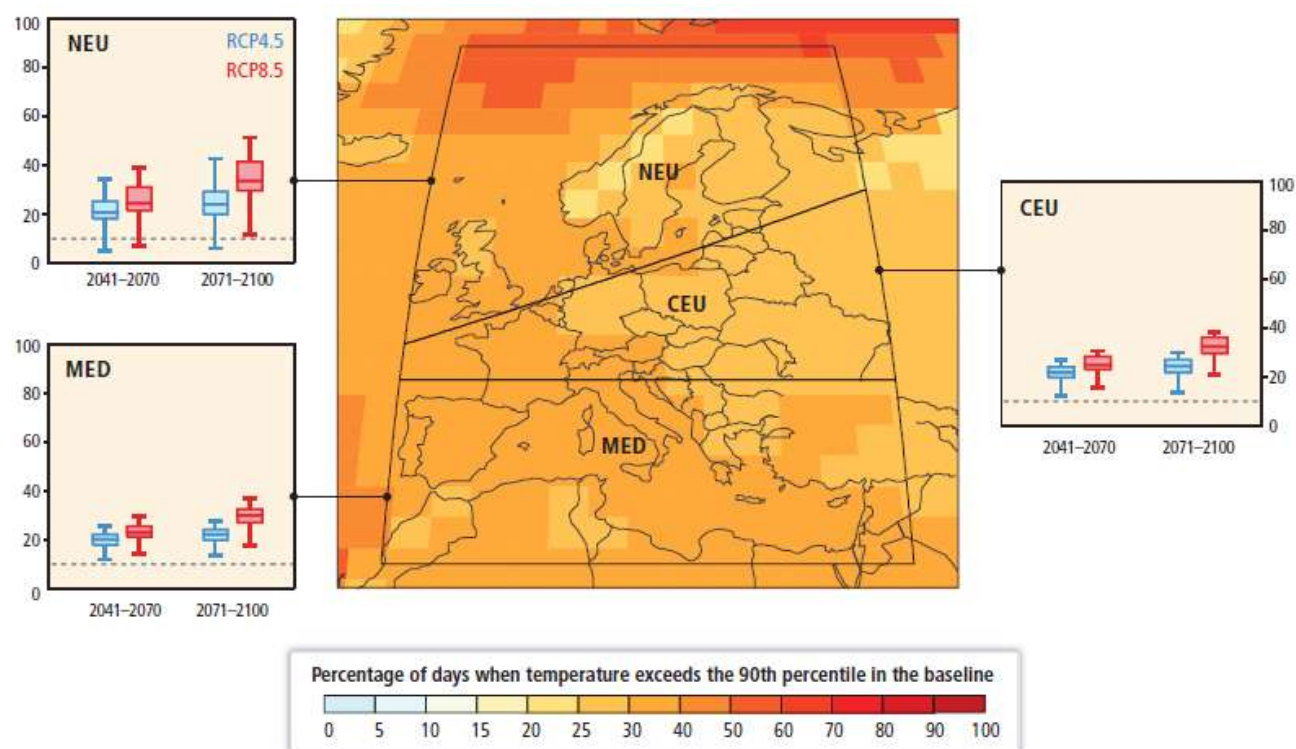 100
80
60
40
20
0
NEU
RCP4.5
RCP8.5
2041–2070
2071–2100
100
80
60
40
20
0
MED
2041–2070
2071–2100
NEU
CEU
MED
CEU
100
80
60
40
20
0
2041–2070
2071–2100
Percentage of days when temperature exceeds the 90th percentile in the baseline
0 5 10 15 20 25 30 40 50 60 70 80 90 100